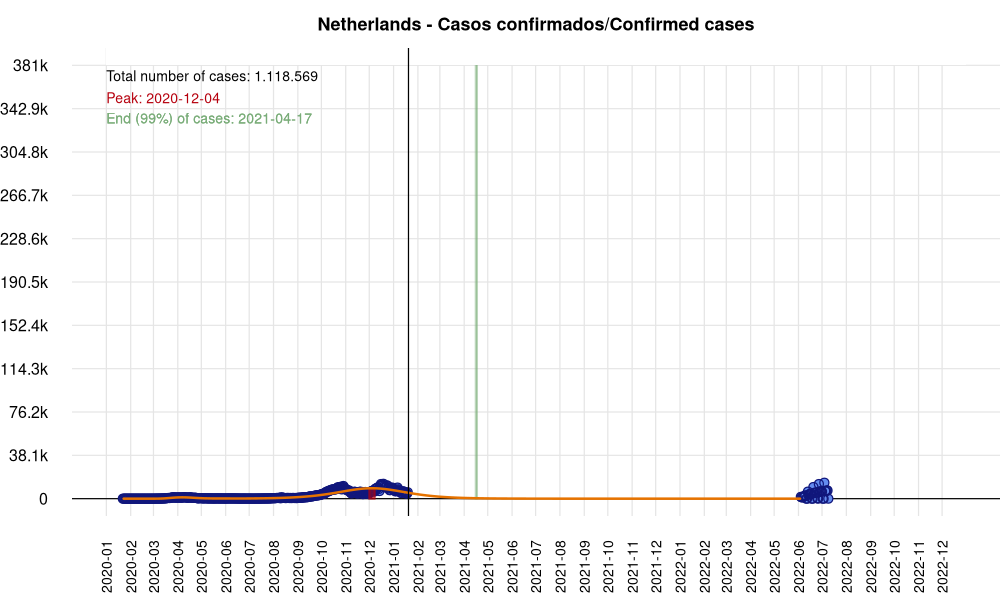 Netherlands - Casos confirmados/Confirmed cases
Total number of cases: 1.118.569
Peak: 2020-12-04
End (99%) of cases: 2021-04-17
381k
342.9k
304.8k
266.7k
228.6k
190.5k
152.4k
114.3k
76.2k
38.1k
0
2020-01
2020-02
2020-03
2020-04
2020-05
2020-06
2020-07
2020-08
2020-09
2020-10
2020-11
2020-12
2021-01
2021-02
2021-03
2021-04
2021-05
2021-06
2021-07
2021-08
2021-09
2021-10
2021-11
2021-12
2022-01
2022-02
2022-03
2022-04
2022-05
2022-06
2022-07
2022-08
2022-09
2022-10
2022-11
2022-12